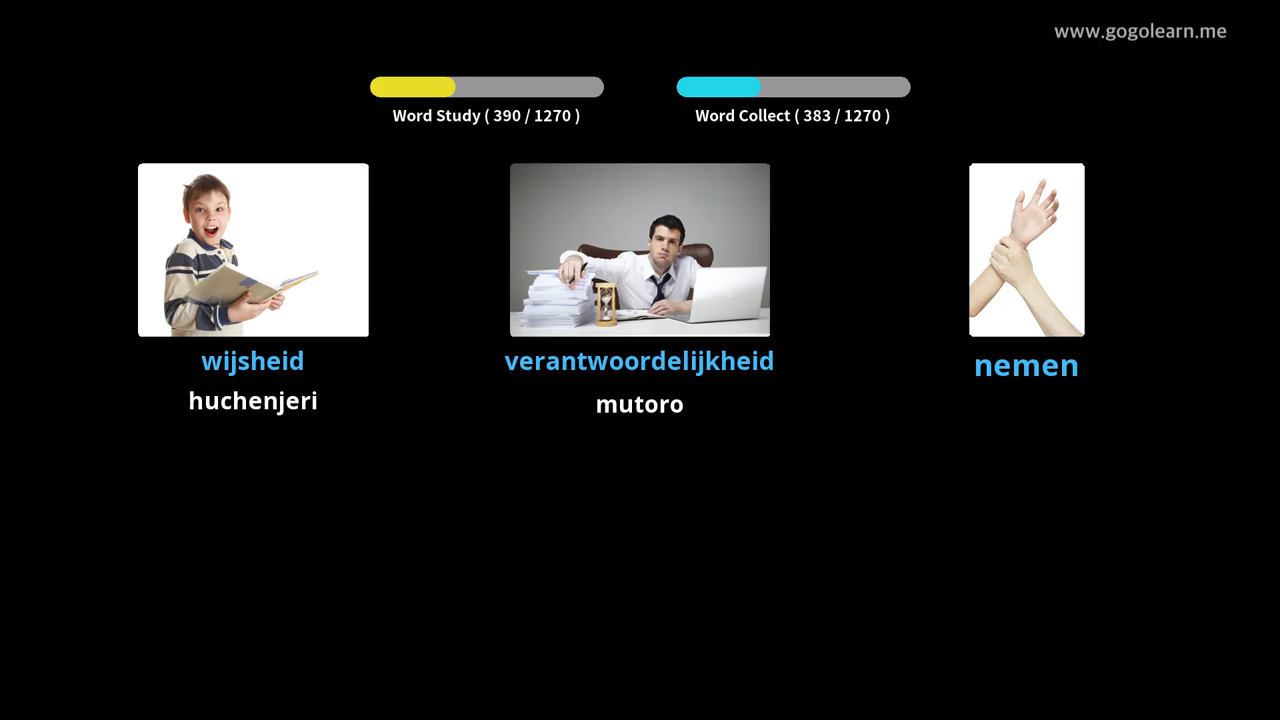 www.gogolearn.me
Word Study ( 390 / 1270 )
Word Collect ( 383 / 1270 )
wijsheid
huchenjeri
verantwoordelijkheid
mutoro
nemen